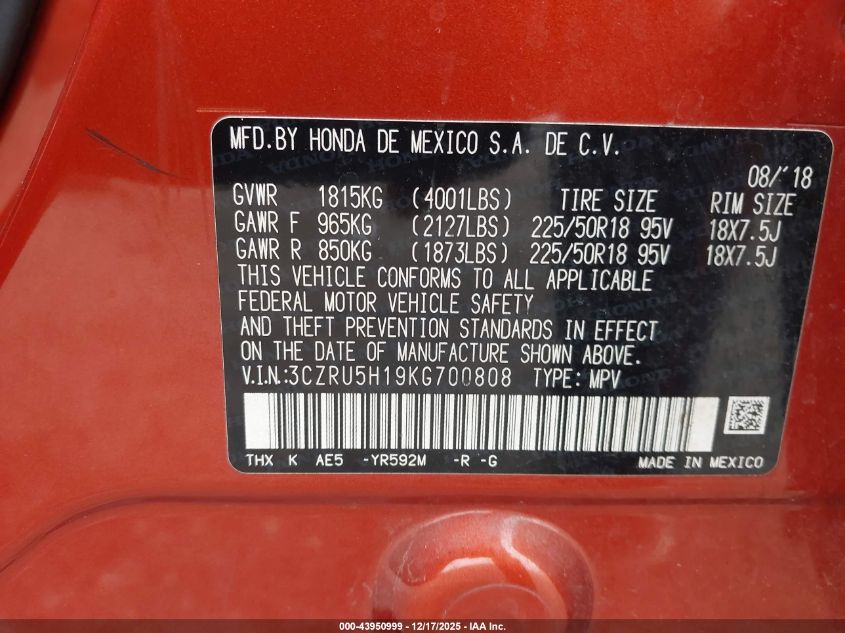 MFD.BY HONDA DE MEXICO S.A. DE C.V.
08/'18
GVWR 1815KG (4001LBS) TIRE SIZE RIM SIZE
GAWR F 965KG (2127LBS) 225/50R18 95V 18X7.5J
GAWR R 850KG (1873LBS) 225/50R18 95V 18X7.5J
THIS VEHICLE CONFORMS TO ALL APPLICABLE
FEDERAL MOTOR VEHICLE SAFETY
AND THEFT PREVENTION STANDARDS IN EFFECT
ON THE DATE OF MANUFACTURE SHOWN ABOVE.
V.I.N.:3CZRU5H19KG700808 TYPE: MPV
THX K AE5 -YR592M -R -G MADE IN MEXICO
000-43950999 — 12/17/2025 — IAA Inc.